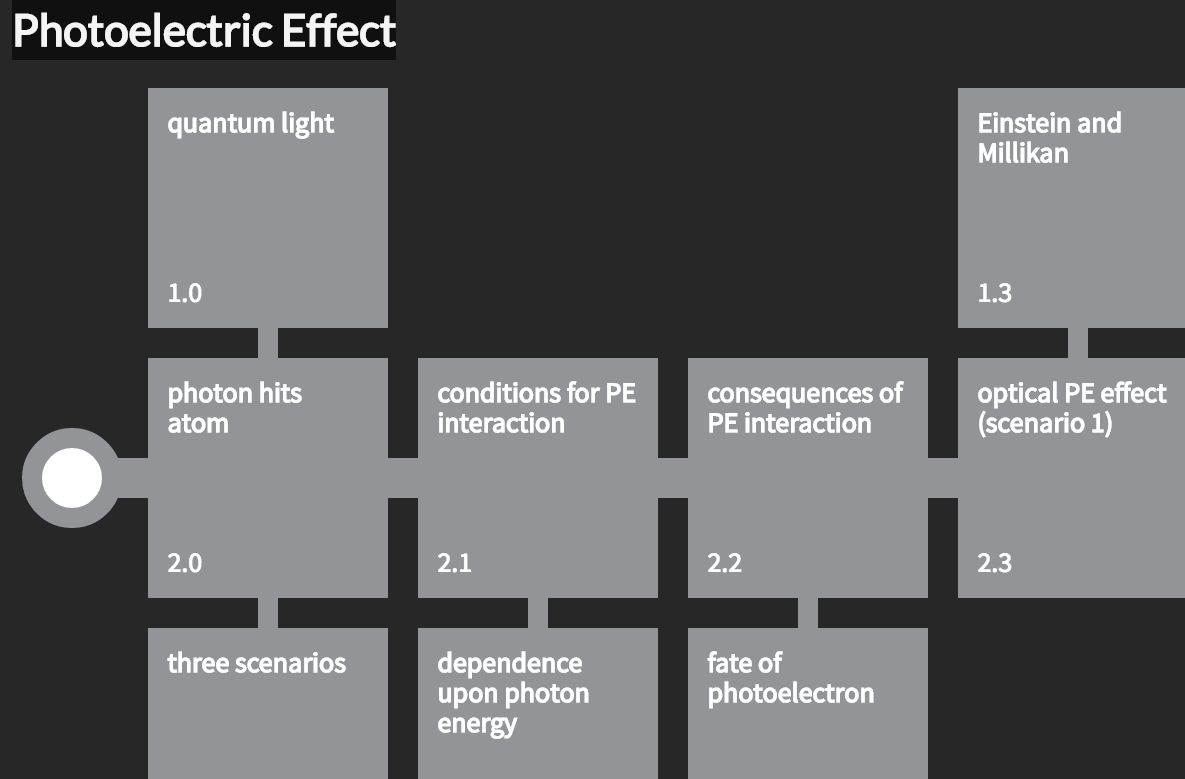 Photoelectric Effect
quantum light
1.0
Einstein and
Millikan
1.3
photon hits
atom
2.0
conditions for PE
interaction
2.1
consequences of
PE interaction
2.2
optical PE effect
(scenario 1)
2.3
three scenarios
dependence
upon photon
energy
fate of
photoelectron